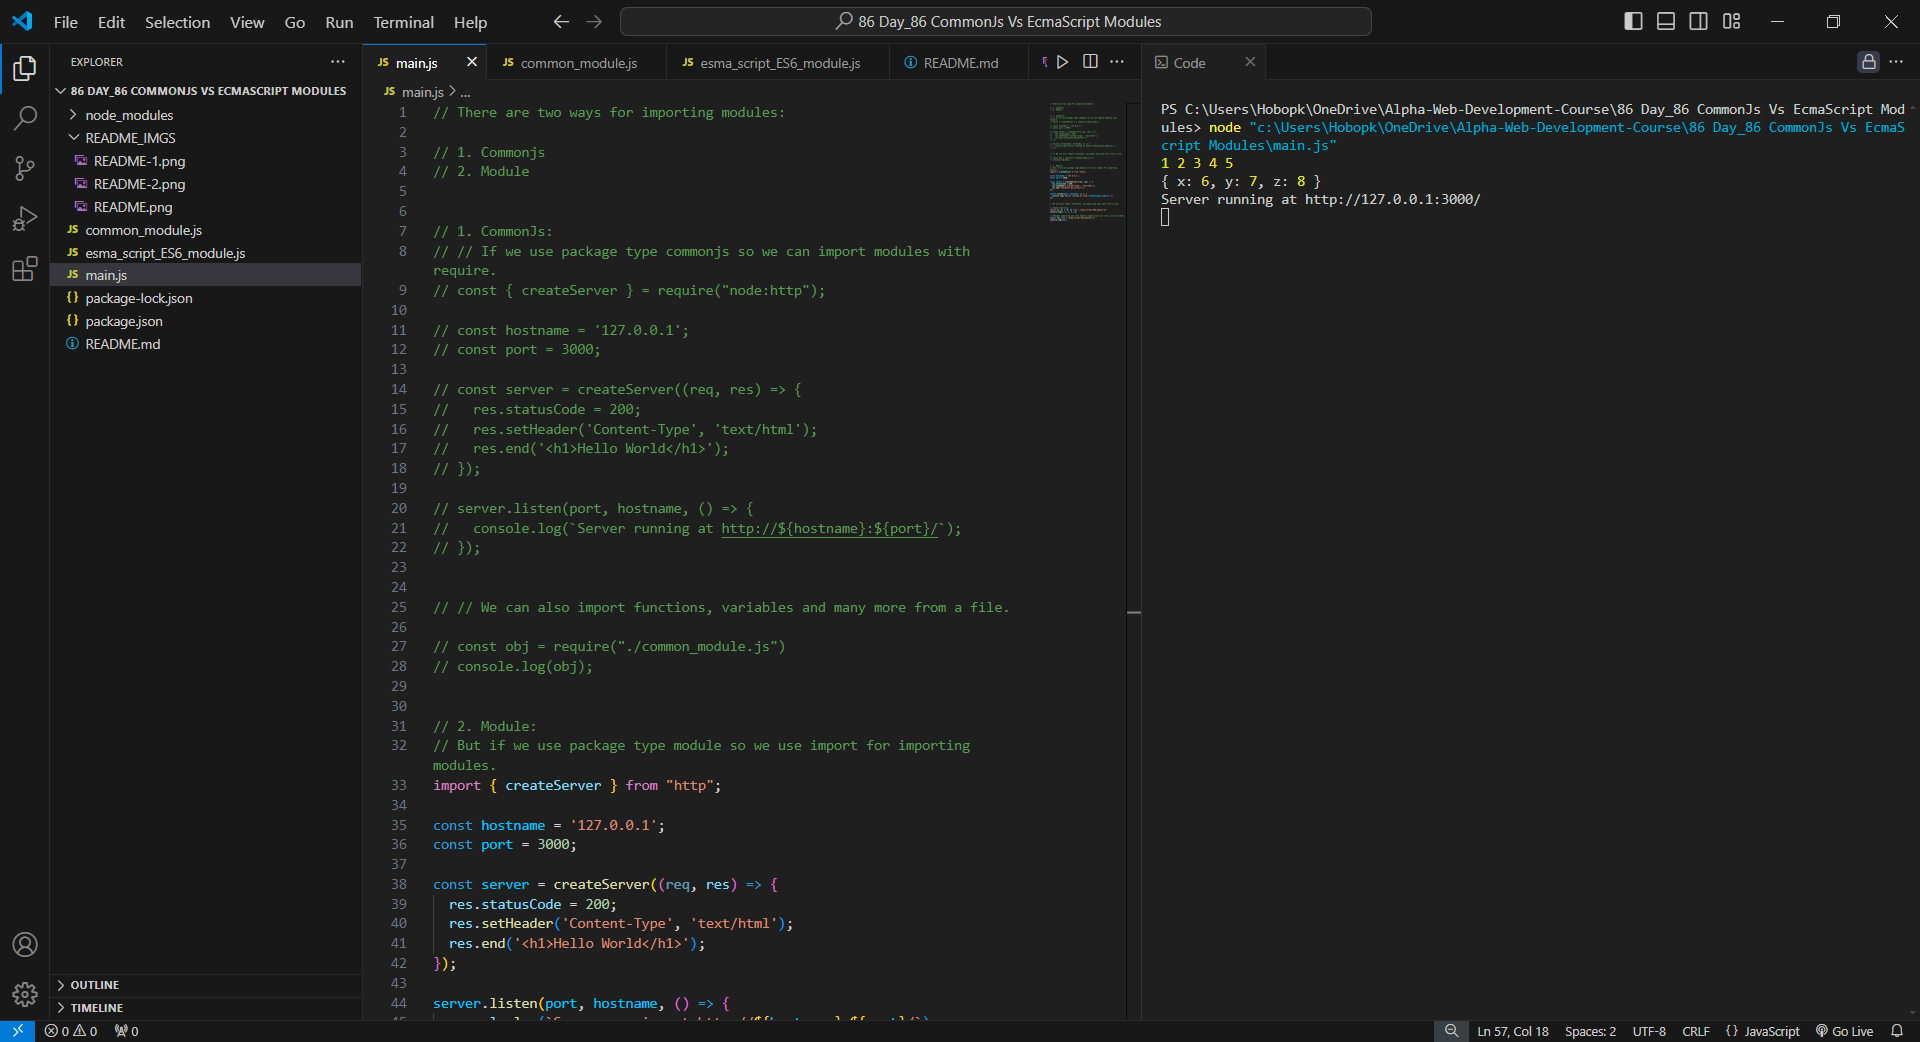 File Edit Selection View Go Run Terminal Help
86 Day_86 CommonJs Vs EcmaScript Modules
EXPLORER
86 DAY_86 COMMONJS VS ECMASCRIPT MODULES
node_modules
README_IMGS
README-1.png
README-2.png
README.png
JS common_module.js
JS esma_script_ES6_module.js
JS main.js
{} package-lock.json
{} package.json
README.md
OUTLINE
TIMELINE
JS main.js JS common_module.js JS esma_script_ES6_module.js README.md
JS main.js > ...
1 // There are two ways for importing modules:
2
3 // 1. Commonjs
4 // 2. Module
5
6
7 // 1. CommonJs:
8 // // If we use package type commonjs so we can import modules with
require.
9 // const { createServer } = require("node:http");
10
11 // const hostname = '127.0.0.1';
12 // const port = 3000;
13
14 // const server = createServer((req, res) => {
15 //   res.statusCode = 200;
16 //   res.setHeader('Content-Type', 'text/html');
17 //   res.end('<h1>Hello World</h1>');
18 // });
19
20 // server.listen(port, hostname, () => {
21 //   console.log(`Server running at http://${hostname}:${port}/`);
22 // });
23
24
25 // // We can also import functions, variables and many more from a file.
26
27 // const obj = require("./common_module.js")
28 // console.log(obj);
29
30
31 // 2. Module:
32 // But if we use package type module so we use import for importing
modules.
33 import { createServer } from "http";
34
35 const hostname = '127.0.0.1';
36 const port = 3000;
37
38 const server = createServer((req, res) => {
39   res.statusCode = 200;
40   res.setHeader('Content-Type', 'text/html');
41   res.end('<h1>Hello World</h1>');
42 });
43
44 server.listen(port, hostname, () => {
Code
PS C:\Users\Hobopk\OneDrive\Alpha-Web-Development-Course\86 Day_86 CommonJs Vs EcmaScript Mod
ules> node "c:\Users\Hobopk\OneDrive\Alpha-Web-Development-Course\86 Day_86 CommonJs Vs EcmaS
cript Modules\main.js"
1 2 3 4 5
{ x: 6, y: 7, z: 8 }
Server running at http://127.0.0.1:3000/
0 0 0 Ln 57, Col 18 Spaces: 2 UTF-8 CRLF {} JavaScript Go Live